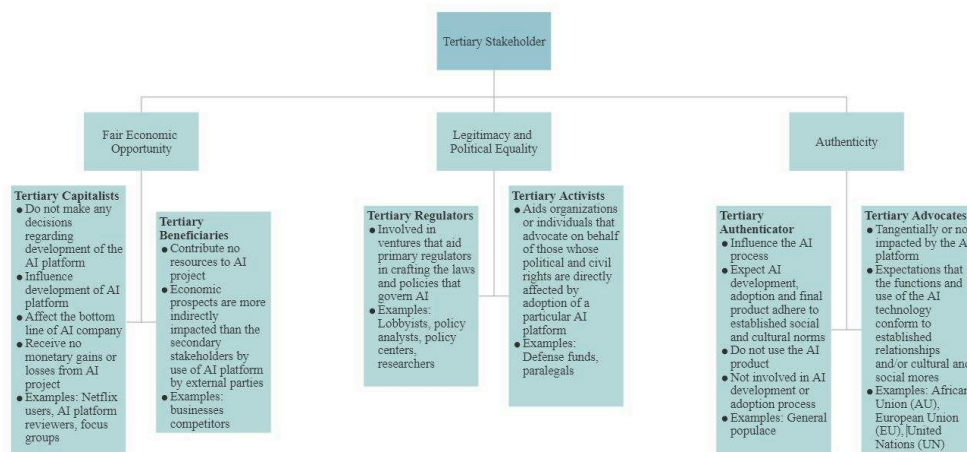 Tertiary Stakeholder
Fair Economic
Opportunity
Legitimacy and
Political Equality
Authenticity
Tertiary Capitalists
● Do not make any
decisions
regarding
development of the
AI platform
● Influence
development of AI
platform
● Affect the bottom
line of AI company
● Receive no
monetary gains or
losses from AI
project
● Examples: Netflix
users, AI platform
reviewers, focus
groups
Tertiary
Beneficiaries
● Contribute no
resources to AI
project
● Economic
prospects are more
indirectly
impacted than the
secondary
stakeholders by
use of AI platform
by external parties
● Examples:
businesses
competitors
Tertiary Regulators
● Involved in
ventures that aid
primary regulators
in crafting the laws
and policies that
govern AI
● Examples:
Lobbyists, policy
analysts, policy
centers,
researchers
Tertiary Activists
● Aids organizations
or individuals that
advocate on behalf
of those whose
political and civil
rights are directly
affected by
adoption of a
particular AI
platform
● Examples:
Defense funds,
paralegals
Tertiary
Authenticator
● Influence the AI
process
● Expect AI
development,
adoption and final
product adhere to
established social
and cultural norms
● Do not use the AI
product
● Not involved in AI
development or
adoption process
● Examples: General
populace
Tertiary Advocates
● Tangentially or no
impacted by the A
platform
● Expectations that
the functions and
use of the AI
technology
conform to
established
relationships
and/or cultural and
social mores
● Examples: African
Union (AU),
European Union
(EU), United
Nations (UN)